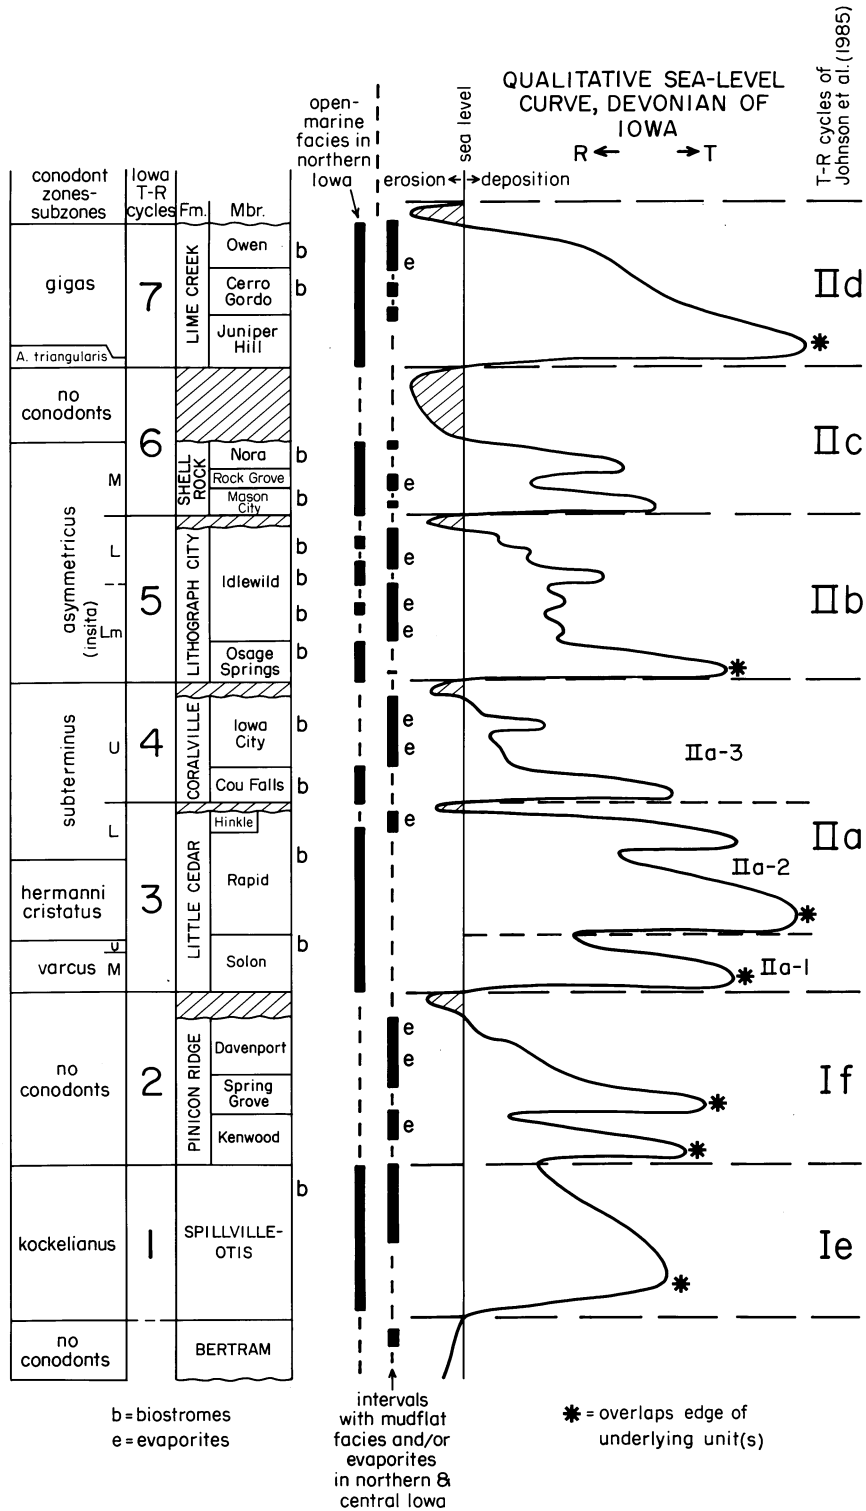 QUALITATIVE SEA-LEVEL
CURVE, DEVONIAN OF
IOWA
R T
T-R cycles of
Johnson et al. (1985)
sea level
erosion deposition
open-
marine
facies in
northern
Iowa
conodont
zones-
subzones
Iowa
T-R
cycles
Fm.
Mbr.
gigas
A. triangularis
7
LIME CREEK
Owen
Cerro
Gordo
Juniper
Hill
b
b
e
IId
no
conodonts
6
M
SHELL
ROCK
Nora
Rock Grove
Mason
City
b
b
e
IIc
asymmetricus
(insita)
L
Lm
5
LITHOGRAPH CITY
Idlewild
Osage
Springs
b
b
b
b
e
e
e
IIb
subterminus
U
L
4
CORALVILLE
Iowa
City
Cou Falls
b
b
e
e
IIa-3
3
LITTLE CEDAR
Hinkle
Rapid
Solon
hermanni
cristatus
varcus
U
M
b
b
e
IIa
IIa-2
IIa-1
no
conodonts
2
PINICON RIDGE
Davenport
Spring
Grove
Kenwood
e
e
e
If
kockelianus
1
SPILLVILLE-
OTIS
b
Ie
no
conodonts
BERTRAM
b = biostromes
e = evaporites
intervals
with mudflat
facies and/or
evaporites
in northern &
central Iowa
* = overlaps edge of
underlying unit(s)